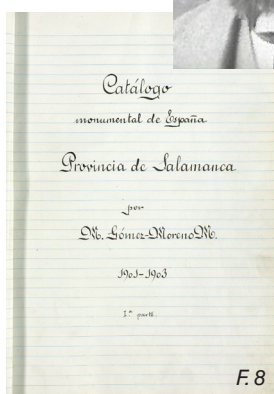 Catálogo
monumental de España
Provincia de Salamanca
por
M. Gómez-Moreno M.
1901-1903
1.ª parte.
F. 8